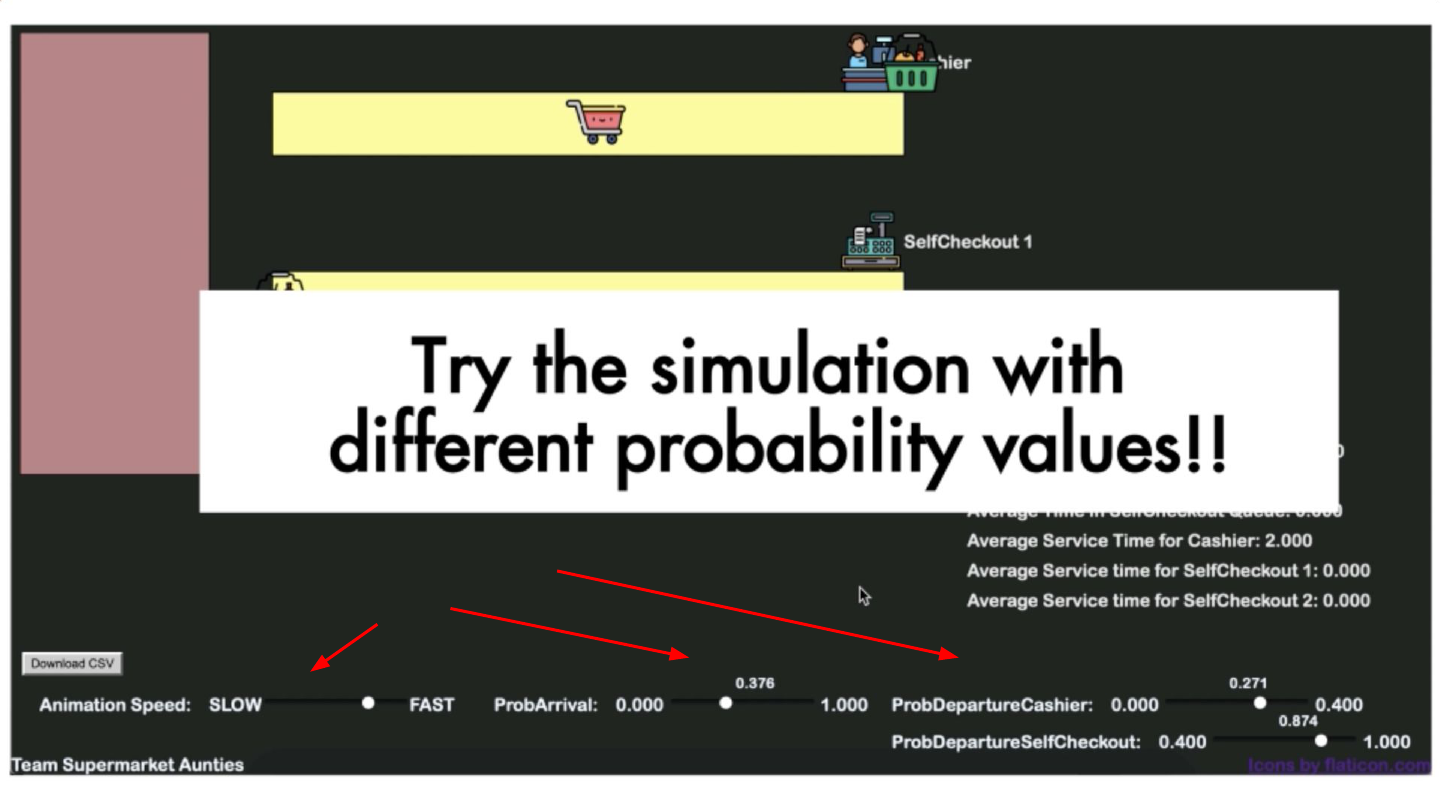 hier
SelfCheckout 1
Try the simulation with
different probability values!!
Average Time in SelfCheckout Queue: 0.000
Average Service Time for Cashier: 2.000
Average Service time for SelfCheckout 1: 0.000
Average Service time for SelfCheckout 2: 0.000
Download CSV
0.376
0.271
Animation Speed: SLOW FAST ProbArrival: 0.000 1.000 ProbDepartureCashier: 0.000 0.400
0.874
ProbDepartureSelfCheckout: 0.400 1.000
Team Supermarket Aunties
Icons by flaticon.com